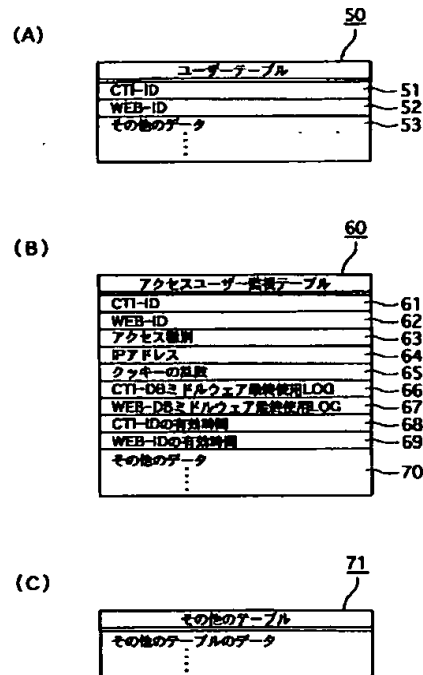 (A)
50
ユーザーテーブル
CTI-ID 51
WEB-ID 52
その他のデータ 53
(B)
60
アクセスユーザー監視テーブル
CTI-ID 61
WEB-ID 62
アクセス種別 63
IPアドレス 64
クッキーの 65
CTI-DBミドルウェア最終使用LOG 66
WEB-DBミドルウェア最終使用LOG 67
CTI-IDの有効時間 68
WEB-IDの有効時間 69
その他のデータ 70
(C)
71
その他のテーブル
その他のテーブルのデータ